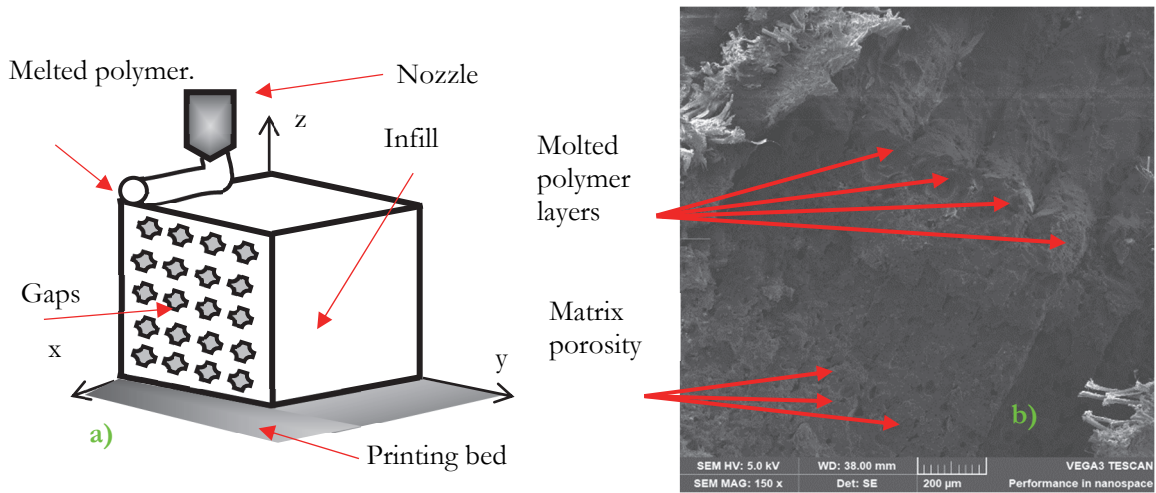 Melted polymer.
Nozzle
z
Infill
Gaps
x
y
a)
Printing bed
Molted
polymer
layers
Matrix
porosity
b)
SEM HV: 5.0 kV
WD: 38.00 mm
VEGA3 TESCAN
SEM MAG: 150 x
Det: SE
200 µm
Performance in nanospace